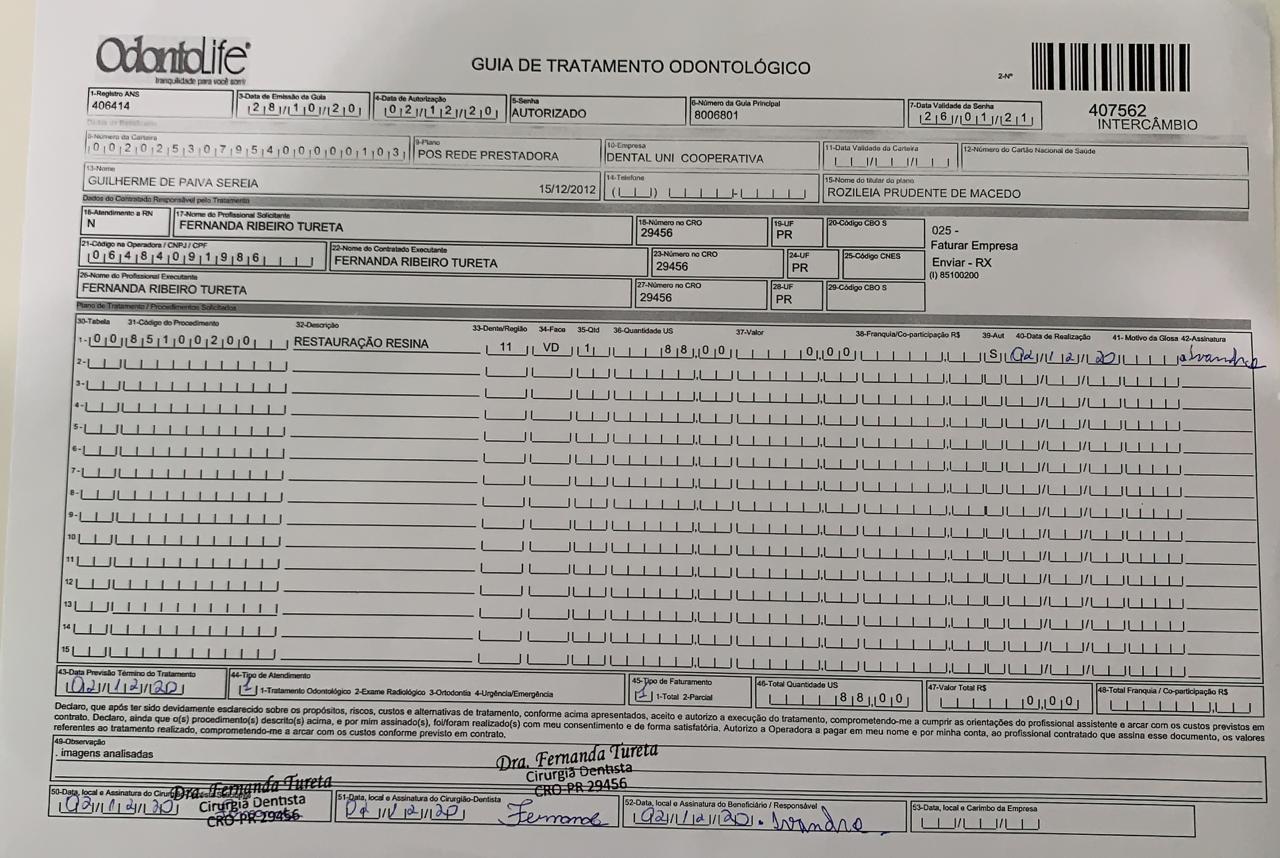 OdontoLife®
tranquilidade para você sorrir
GUIA DE TRATAMENTO ODONTOLÓGICO
2-Nº
407562
INTERCÂMBIO
1-Registro ANS
406414
3-Data de Emissão da Guia
28/10/20
4-Data de Autorização
02/12/20
5-Senha
AUTORIZADO
6-Número da Guia Principal
8006801
7-Data Validade da Senha
26/01/21
8-Número da Carteira
00202530795400000103
9-Plano
POS REDE PRESTADORA
10-Empresa
DENTAL UNI COOPERATIVA
11-Data Validade da Carteira
12-Número do Cartão Nacional de Saúde
13-Nome
GUILHERME DE PAIVA SEREIA 15/12/2012
14-Telefone
15-Nome do titular do plano
ROZILEIA PRUDENTE DE MACEDO
Dados do Contratado Responsável pelo Tratamento
16-Atendimento a RN
N
17-Nome do Profissional Solicitante
FERNANDA RIBEIRO TURETA
18-Número no CRO
29456
19-UF
PR
20-Código CBO S
025 -
Faturar Empresa
Enviar - RX
(I) 85100200
21-Código na Operadora / CNPJ / CPF
06484091986
22-Nome do Contratado Executante
FERNANDA RIBEIRO TURETA
23-Número no CRO
29456
24-UF
PR
25-Código CNES
26-Nome do Profissional Executante
FERNANDA RIBEIRO TURETA
27-Número no CRO
29456
28-UF
PR
29-Código CBO S
Plano de Tratamento / Procedimentos Solicitados
30-Tabela 31-Código do Procedimento 32-Descrição 33-Dente/Região 34-Face 35-Qtd 36-Quantidade US 37-Valor 38-Franquia/Co-participação R$ 39-Aut 40-Data de Realização 41- Motivo da Glosa 42-Assinatura
1- 00 85100200 RESTAURAÇÃO RESINA 11 VD 1 88,00 0,00 S 02/12/20 Ivandro
2-
3-
4-
5-
6-
7-
8-
9-
10
11
12
13
14
15
43-Data Previsão Término do Tratamento
02/12/20
44-Tipo de Atendimento
1 1-Tratamento Odontológico 2-Exame Radiológico 3-Ortodontia 4-Urgência/Emergência
45-Tipo de Faturamento
1 1-Total 2-Parcial
46-Total Quantidade US
88,00
47-Valor Total R$
0,00
48-Total Franquia / Co-participação R$
Declaro, que após ter sido devidamente esclarecido sobre os propósitos, riscos, custos e alternativas de tratamento, conforme acima apresentados, aceito e autorizo a execução do tratamento, comprometendo-me a cumprir as orientações do profissional assistente e arcar com os custos previstos em
contrato. Declaro, ainda que o(s) procedimento(s) descrito(s) acima, e por mim assinado(s), foi/foram realizado(s) com meu consentimento e de forma satisfatória. Autorizo a Operadora a pagar em meu nome e por minha conta, ao profissional contratado que assina esse documento, os valores
referentes ao tratamento realizado, comprometendo-me a arcar com os custos conforme previsto em contrato.
49-Observação
. imagens analisadas
Dra. Fernanda Tureta
Cirurgiã Dentista
CRO-PR 29456
Dra. Fernanda Tureta
Cirurgiã Dentista
CRO-PR 29456
50-Data, local e Assinatura do
02/12/20
51-Data, local e Assinatura do Cirurgião-Dentista
02/12/20 Fernanda
52-Data, local e Assinatura do Beneficiário / Responsável
02/12/20. Ivandro
53-Data, local e Carimbo da Empresa